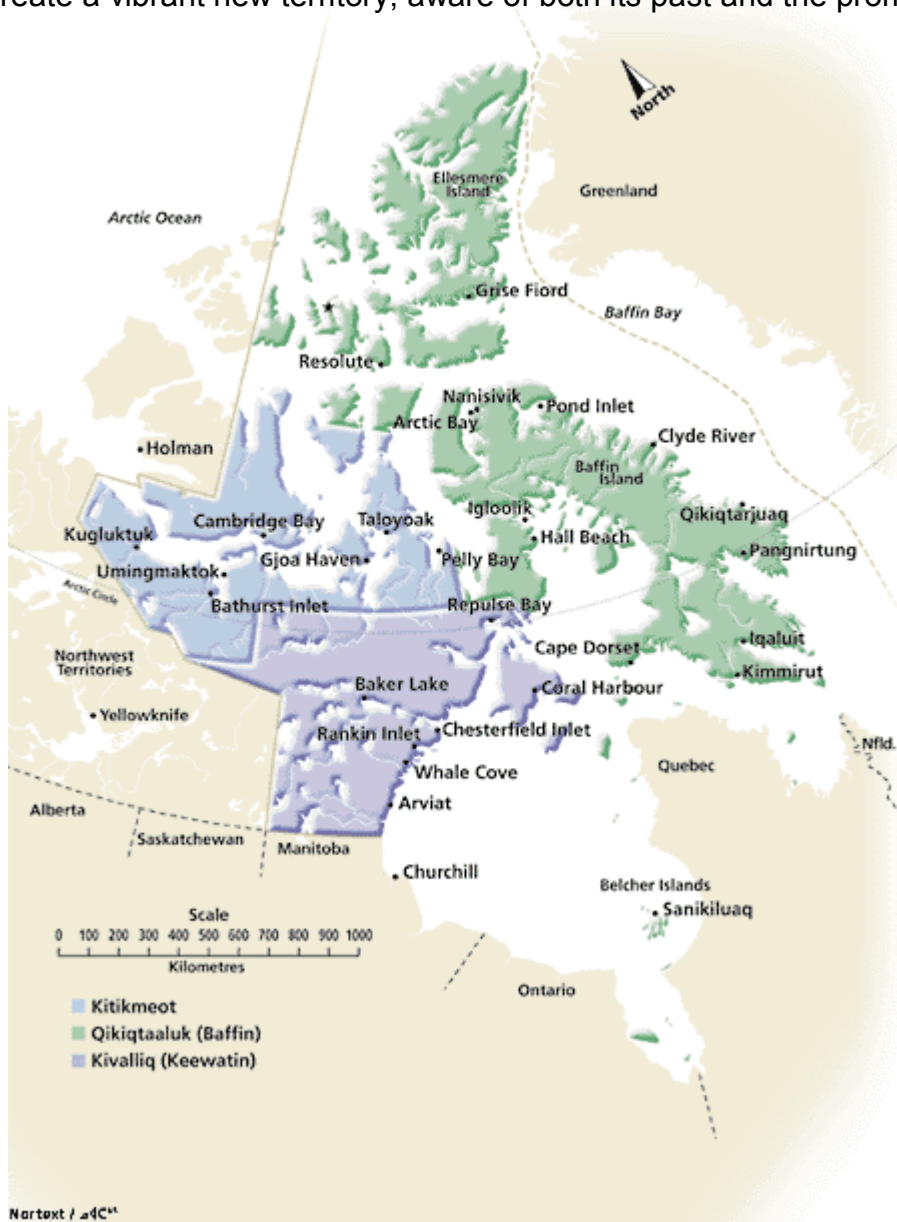 reate a vibrant new territory, aware of both its past and the pro
North
Ellesmere
Island
Greenland
Arctic Ocean
Grise Fiord
Baffin Bay
Resolute
Nanisivik
Pond Inlet
Arctic Bay
Clyde River
Holman
Baffin
Island
Igloolik
Qikiqtarjuaq
Cambridge Bay
Taloyoak
Kugluktuk
Hall Beach
Pangnirtung
Gjoa Haven
Pelly Bay
Umingmaktok
Arctic Circle
Bathurst Inlet
Repulse Bay
Iqaluit
Cape Dorset
Northwest
Territories
Kimmirut
Baker Lake
Coral Harbour
Yellowknife
Rankin Inlet
Chesterfield Inlet
Nfld.
Whale Cove
Quebec
Alberta
Arviat
Saskatchewan
Manitoba
Churchill
Belcher Islands
Sanikiluaq
Scale
0 100 200 300 400 500 600 700 800 900 1000
Kilometres
Ontario
Kitikmeot
Qikiqtaaluk (Baffin)
Kivalliq (Keewatin)
Nortext / ᓄᑕ